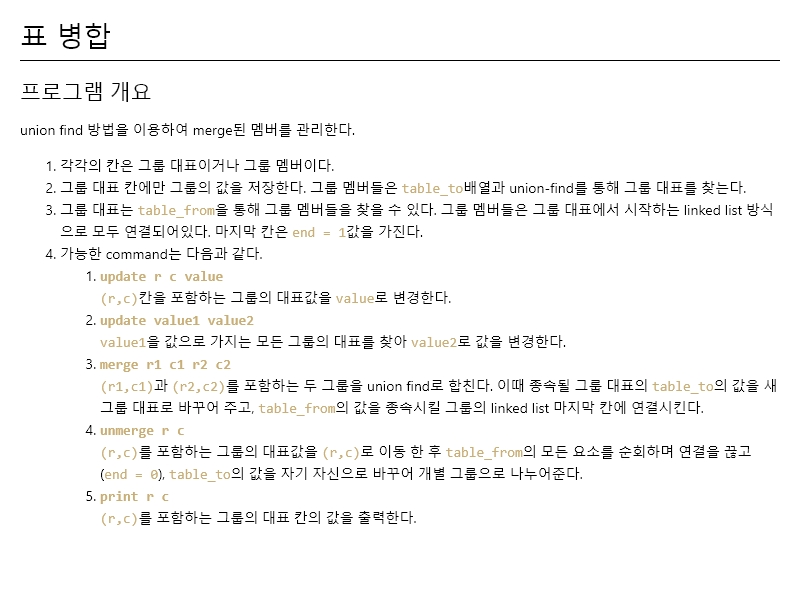 표 병합
프로그램 개요
union find 방법을 이용하여 merge된 멤버를 관리한다.
1. 각각의 칸은 그룹 대표이거나 그룹 멤버이다.
2. 그룹 대표 칸에만 그룹의 값을 저장한다. 그룹 멤버들은 table_to배열과 union-find를 통해 그룹 대표를 찾는다.
3. 그룹 대표는 table_from을 통해 그룹 멤버들을 찾을 수 있다. 그룹 멤버들은 그룹 대표에서 시작하는 linked list 방식
으로 모두 연결되어있다. 마지막 칸은 end = 1값을 가진다.
4. 가능한 command는 다음과 같다.
1. update r c value
(r,c)칸을 포함하는 그룹의 대표값을 value로 변경한다.
2. update value1 value2
value1을 값으로 가지는 모든 그룹의 대표를 찾아 value2로 값을 변경한다.
3. merge r1 c1 r2 c2
(r1,c1)과 (r2,c2)를 포함하는 두 그룹을 union find로 합친다. 이때 종속될 그룹 대표의 table_to의 값을 새
그룹 대표로 바꾸어 주고, table_from의 값을 종속시킬 그룹의 linked list 마지막 칸에 연결시킨다.
4. unmerge r c
(r,c)를 포함하는 그룹의 대표값을 (r,c)로 이동 한 후 table_from의 모든 요소를 순회하며 연결을 끊고
(end = 0), table_to의 값을 자기 자신으로 바꾸어 개별 그룹으로 나누어준다.
5. print r c
(r,c)를 포함하는 그룹의 대표 칸의 값을 출력한다.